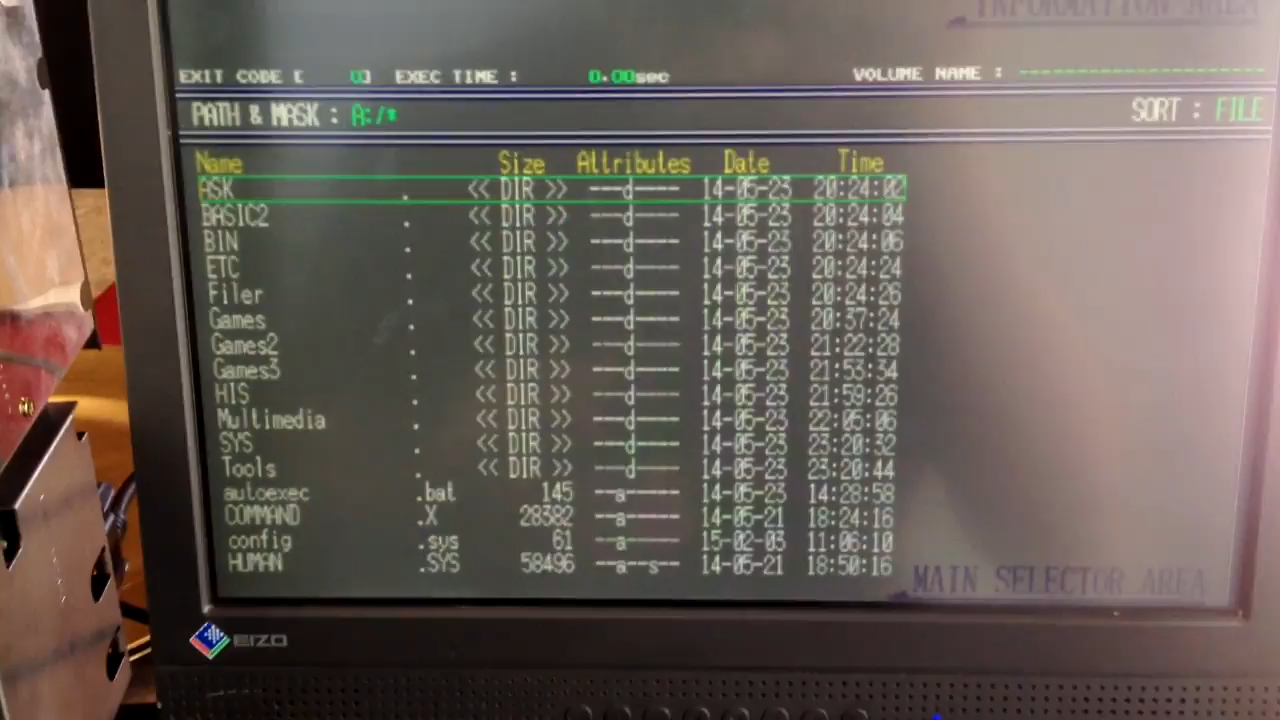 INFORMATION AREA
EXIT CODE [ 0] EXEC TIME : 0.00sec VOLUME NAME : ----------------------
PATH & MASK : A:/* SORT : FILE
Name Size Attributes Date Time
ASK . << DIR >> ---d---- 14-05-23 20:24:02
BASIC2 . << DIR >> ---d---- 14-05-23 20:24:04
BIN . << DIR >> ---d---- 14-05-23 20:24:06
ETC . << DIR >> ---d---- 14-05-23 20:24:24
Filer . << DIR >> ---d---- 14-05-23 20:24:26
Games . << DIR >> ---d---- 14-05-23 20:37:24
Games2 . << DIR >> ---d---- 14-05-23 21:22:28
Games3 . << DIR >> ---d---- 14-05-23 21:53:34
HIS . << DIR >> ---d---- 14-05-23 21:59:26
Multimedia . << DIR >> ---d---- 14-05-23 22:05:06
SYS . << DIR >> ---d---- 14-05-23 23:20:32
Tools . << DIR >> ---d---- 14-05-23 23:20:44
autoexec .bat 145 --a----- 14-05-23 14:28:58
COMMAND .X 28382 --a----- 14-05-21 18:24:16
config .sys 61 --a----- 15-02-03 11:06:10
HUMAN .SYS 58496 --a--s-- 14-05-21 18:50:16
MAIN SELECTOR AREA
EIZO